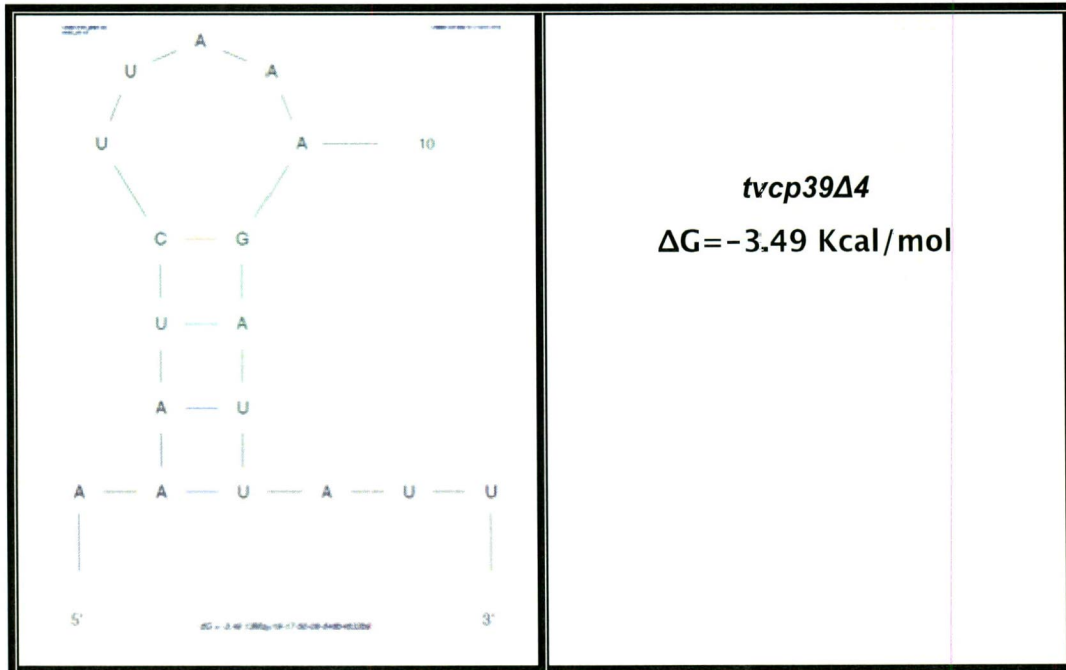 A
U A
U A 10
C G
U A
A U
A A U A U U
5' 3'
tvcp39Δ4
ΔG=-3.49 Kcal/mol